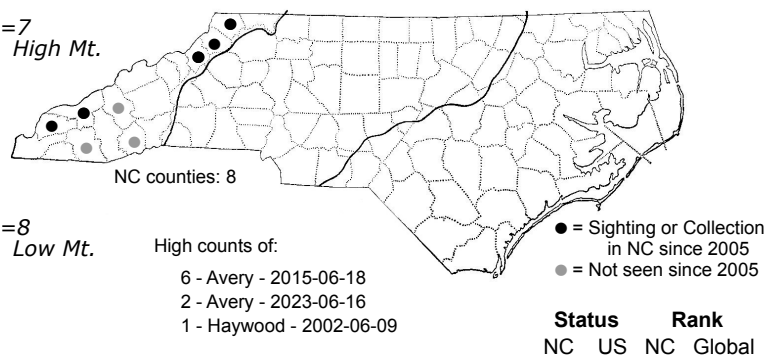 =7
High Mt.
NC counties: 8
=8
Low Mt.
High counts of:
6 - Avery - 2015-06-18
2 - Avery - 2023-06-16
1 - Haywood - 2002-06-09
= Sighting or Collection
in NC since 2005
= Not seen since 2005
Status Rank
NC US NC Global